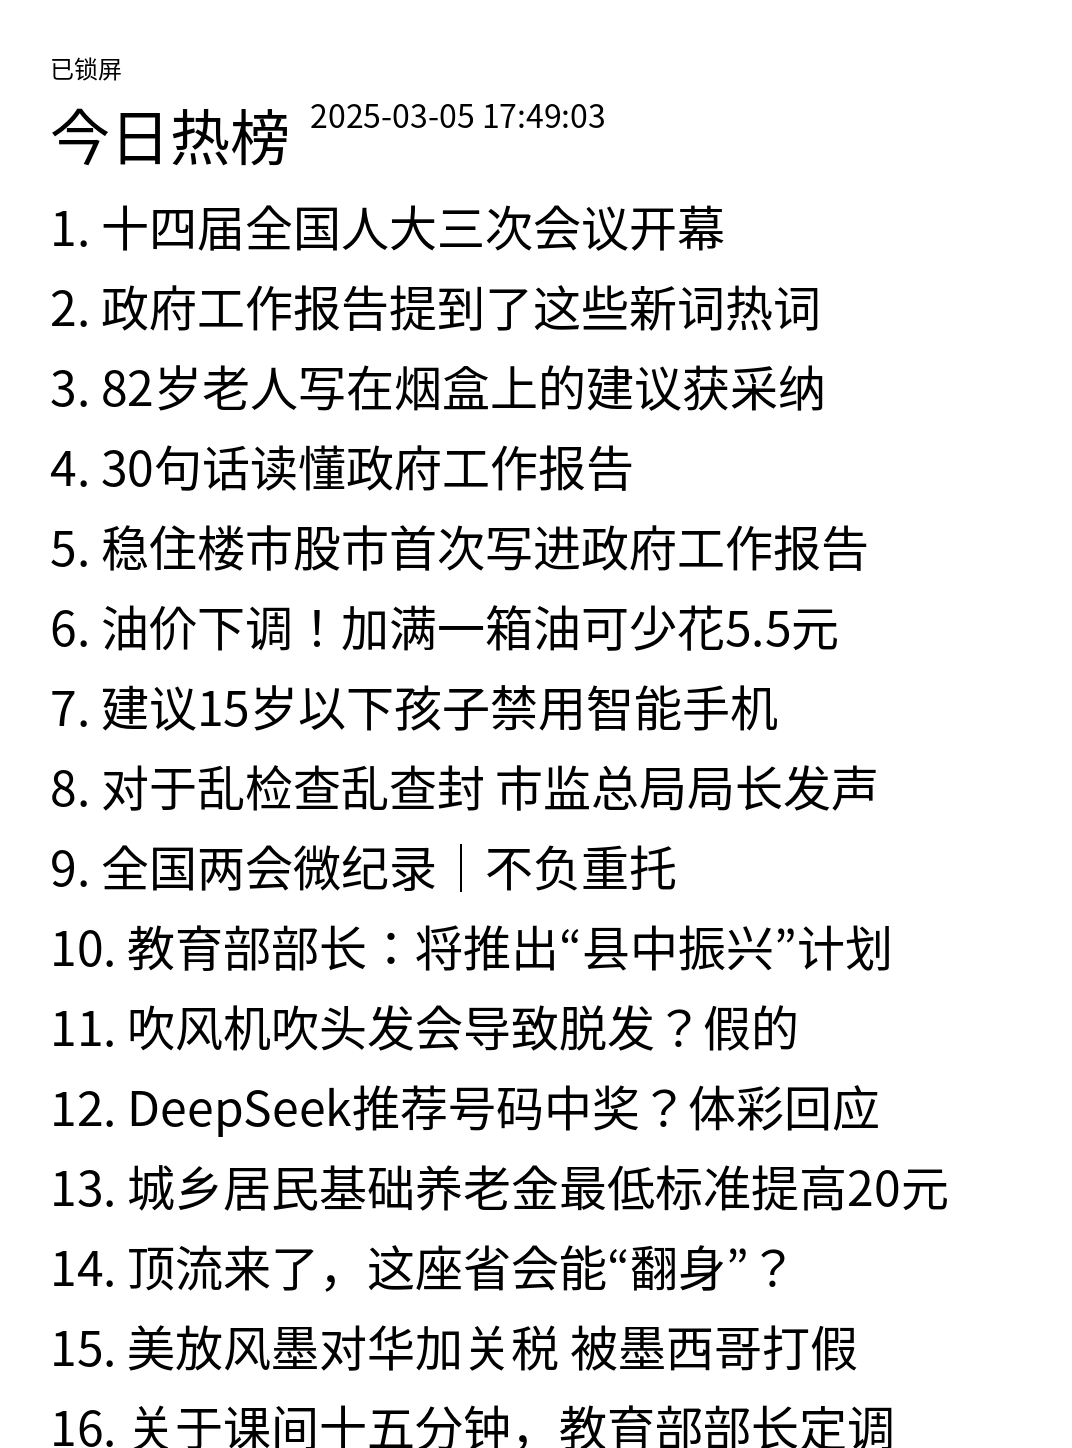 已锁屏
今日热榜 2025-03-05 17:49:03
1. 十四届全国人大三次会议开幕
2. 政府工作报告提到了这些新词热词
3. 82岁老人写在烟盒上的建议获采纳
4. 30句话读懂政府工作报告
5. 稳住楼市股市首次写进政府工作报告
6. 油价下调！加满一箱油可少花5.5元
7. 建议15岁以下孩子禁用智能手机
8. 对于乱检查乱查封 市监总局局长发声
9. 全国两会微纪录｜不负重托
10. 教育部部长：将推出“县中振兴”计划
11. 吹风机吹头发会导致脱发？假的
12. DeepSeek推荐号码中奖？体彩回应
13. 城乡居民基础养老金最低标准提高20元
14. 顶流来了，这座省会能“翻身”？
15. 美放风墨对华加关税 被墨西哥打假
16. 关于课间十五分钟，教育部部长定调